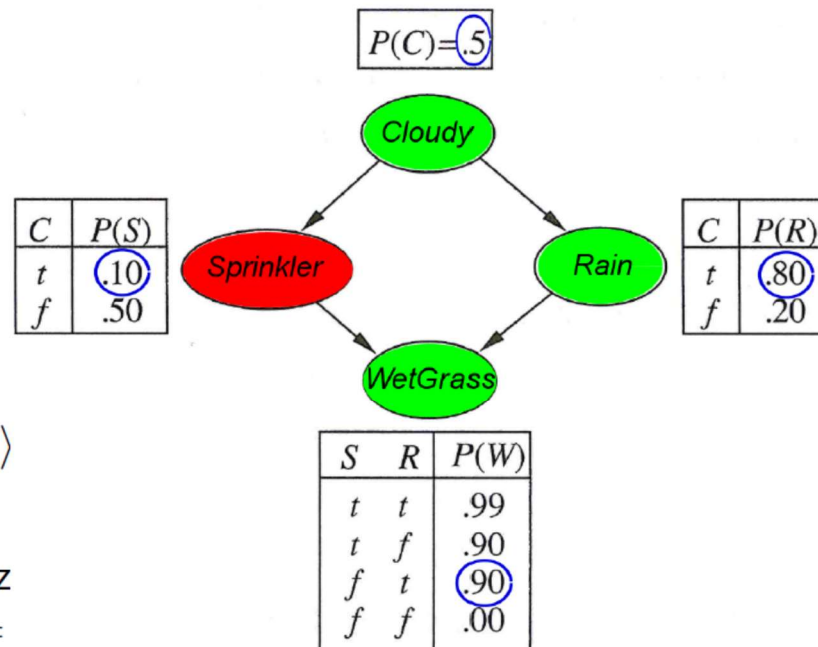 P(C)=.5
Cloudy
C P(S)
t .10
f .50
Sprinkler
Rain
C P(R)
t .80
f .20
WetGrass
⟩
S R P(W)
t t .99
t f .90
f t .90
f f .00
z